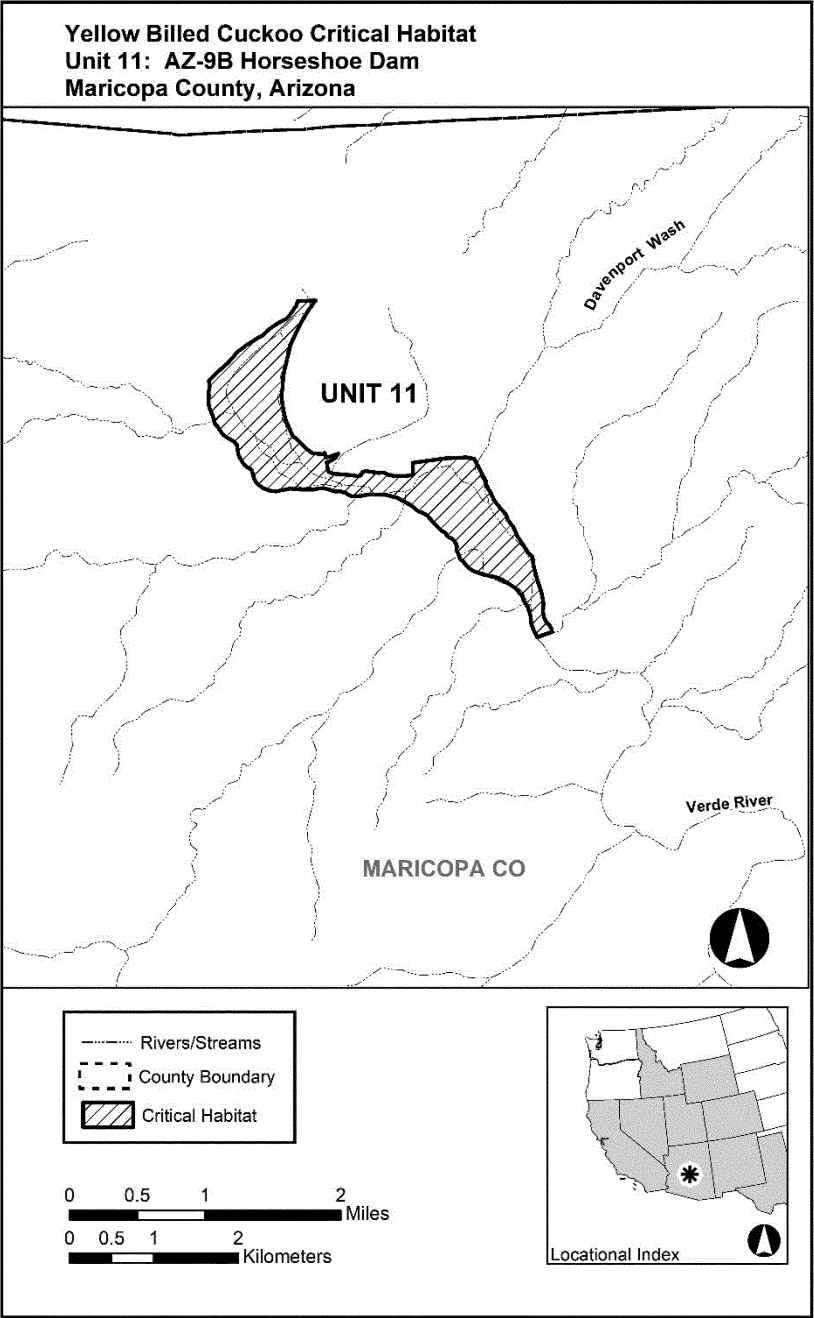 Yellow Billed Cuckoo Critical Habitat
Unit 11: AZ-9B Horseshoe Dam
Maricopa County, Arizona
Davenport Wash
UNIT 11
Verde River
MARICOPA CO
Rivers/Streams
County Boundary
Critical Habitat
0 0.5 1 2
Miles
0 0.5 1 2
Kilometers
Locational Index